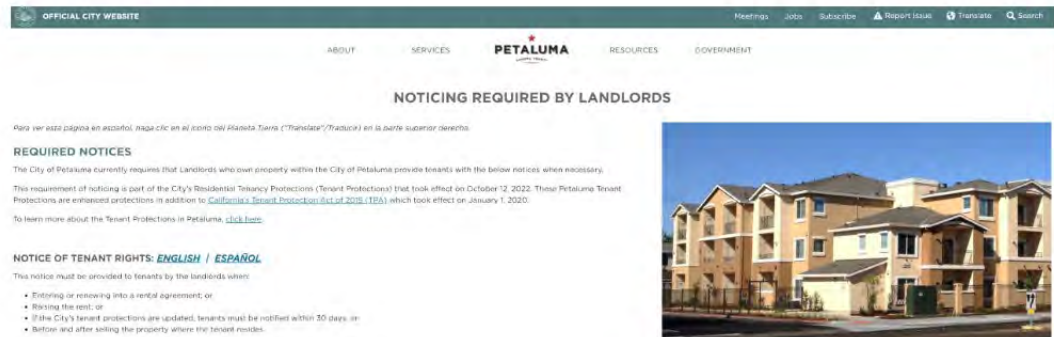 OFFICIAL CITY WEBSITE
Meetings Jobs Subscribe Report Issue Translate Search
ABOUT SERVICES PETALUMA RESOURCES GOVERNMENT
NOTICING REQUIRED BY LANDLORDS
Para ver esta página en español, haga clic en el icono del Planeta Tierra ("Translate"/Traduce) en la parte superior derecha.
REQUIRED NOTICES
The City of Petaluma currently requires that Landlords who own property within the City of Petaluma provide tenants with the below notices when necessary.
This requirement of noticing is part of the City's Residential Tenancy Protections (Tenant Protections) that took effect on October 12, 2022. These Petaluma Tenant
Protections are enhanced protections in addition to California's Tenant Protection Act of 2019 (TPA) which took effect on January 1, 2020.
To learn more about the Tenant Protections in Petaluma, click here.
NOTICE OF TENANT RIGHTS: ENGLISH / ESPAÑOL
This notice must be provided to tenants by the landlords when:
• Entering or renewing into a rental agreement; or
• Raising the rent; or
• If the City's tenant protections are updated, tenants must be notified within 30 days; or
• Before and after selling the property where the tenant resides.